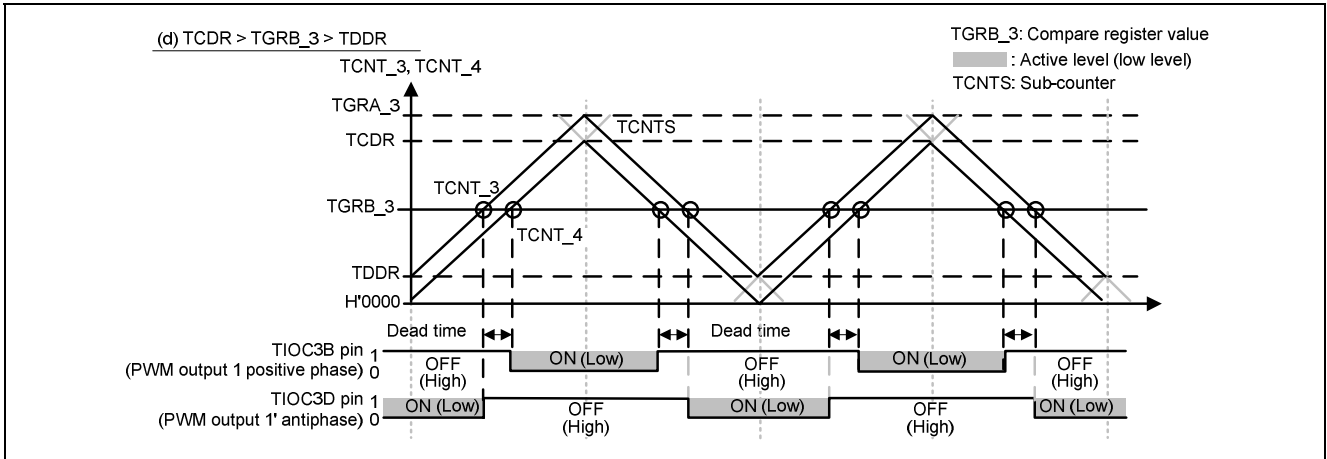 (d) TCDR > TGRB_3 > TDDR
TGRB_3: Compare register value
: Active level (low level)
TCNTS: Sub-counter
TCNT_3, TCNT_4
TGRA_3
TCNTS
TCDR
TCNT_3
TGRB_3
TCNT_4
TDDR
H'0000
Dead time
Dead time
TIOC3B pin 1
(PWM output 1 positive phase) 0
OFF
(High)
ON (Low)
OFF
(High)
ON (Low)
OFF
(High)
TIOC3D pin 1
(PWM output 1' antiphase) 0
ON (Low)
OFF
(High)
ON (Low)
OFF
(High)
ON (Low)